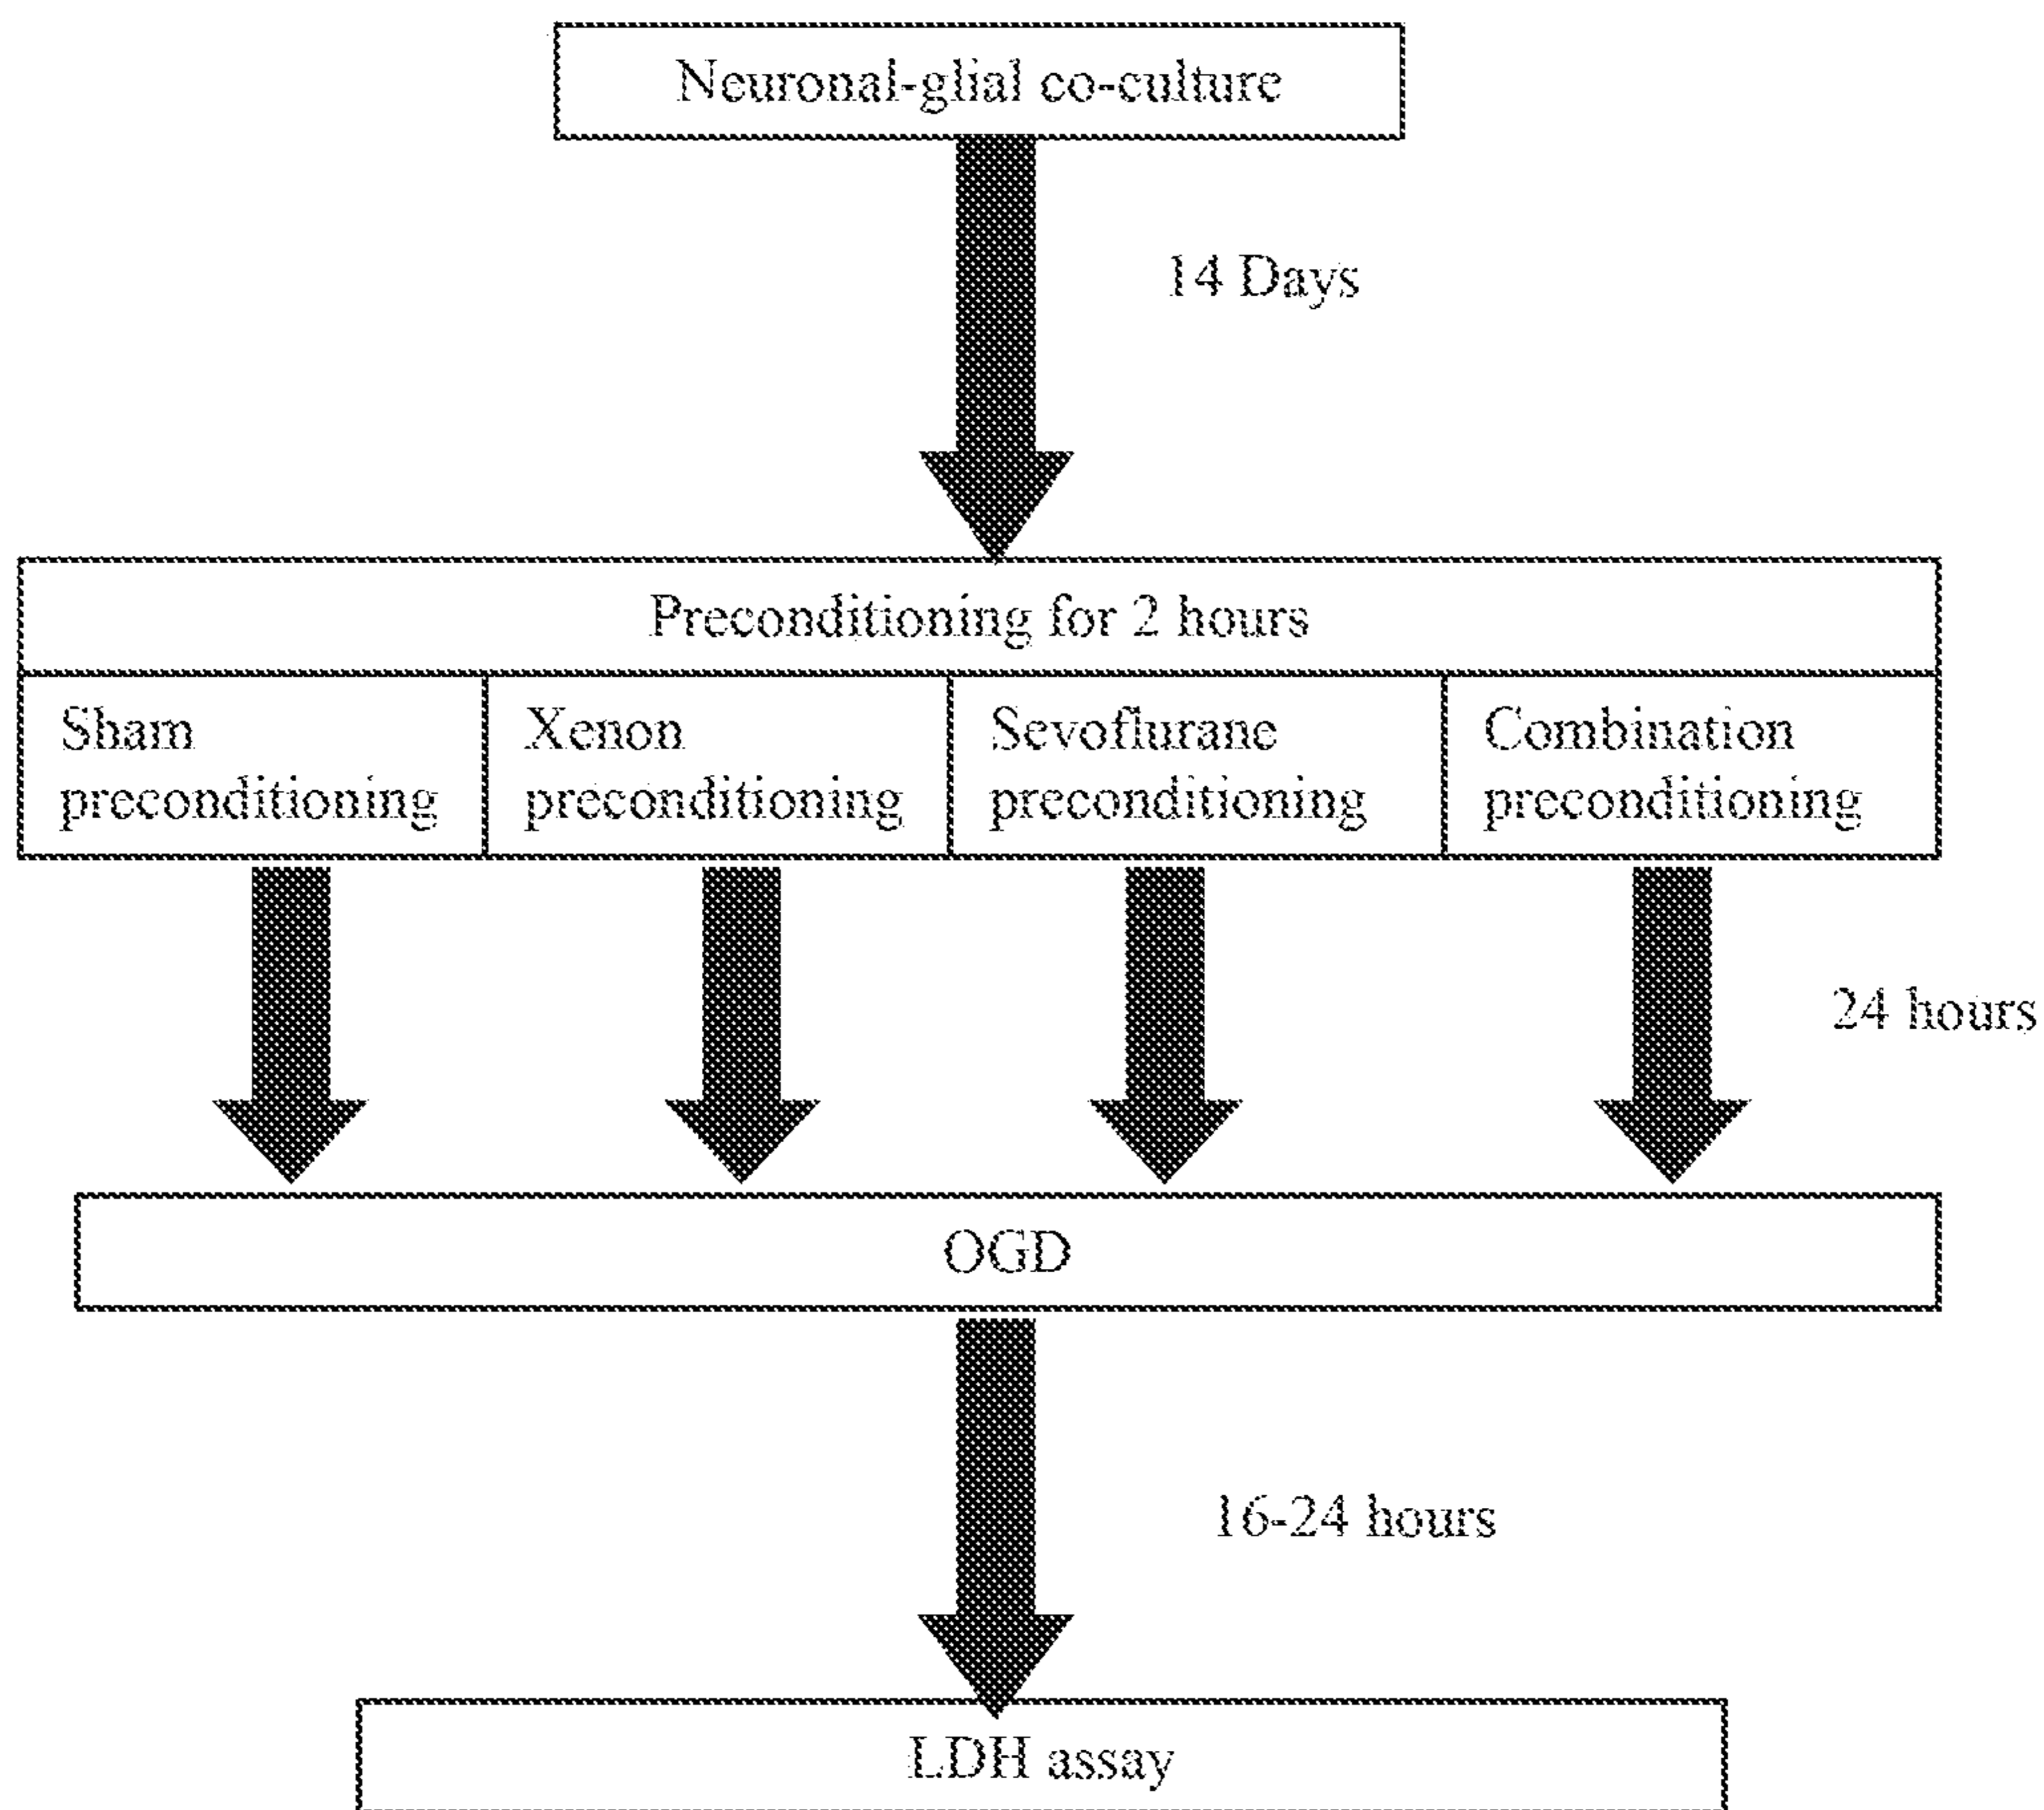 Neuronal-glial co-culture
14 Days
Preconditioning for 2 hours
Sham
preconditioning
Xenon
preconditioning
Sevoflurane
preconditioning
Combination
preconditioning
24 hours
OGD
16-24 hours
LDH assay